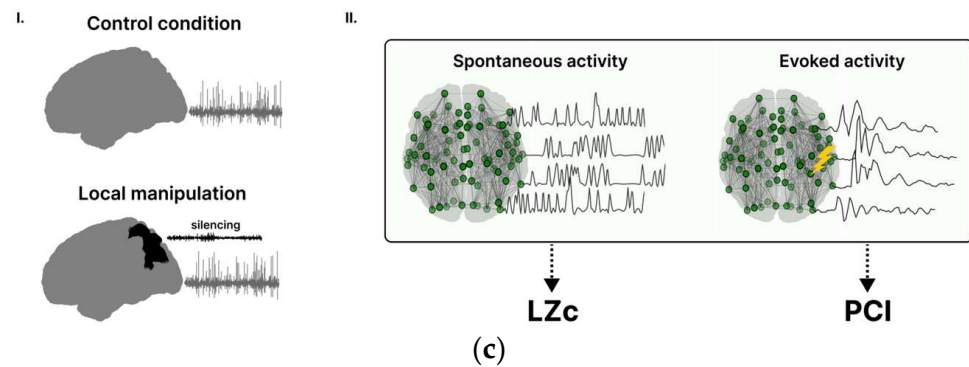 I.
Control condition
Local manipulation
silencing
II.
Spontaneous activity
Evoked activity
LZc
PCI
(c)